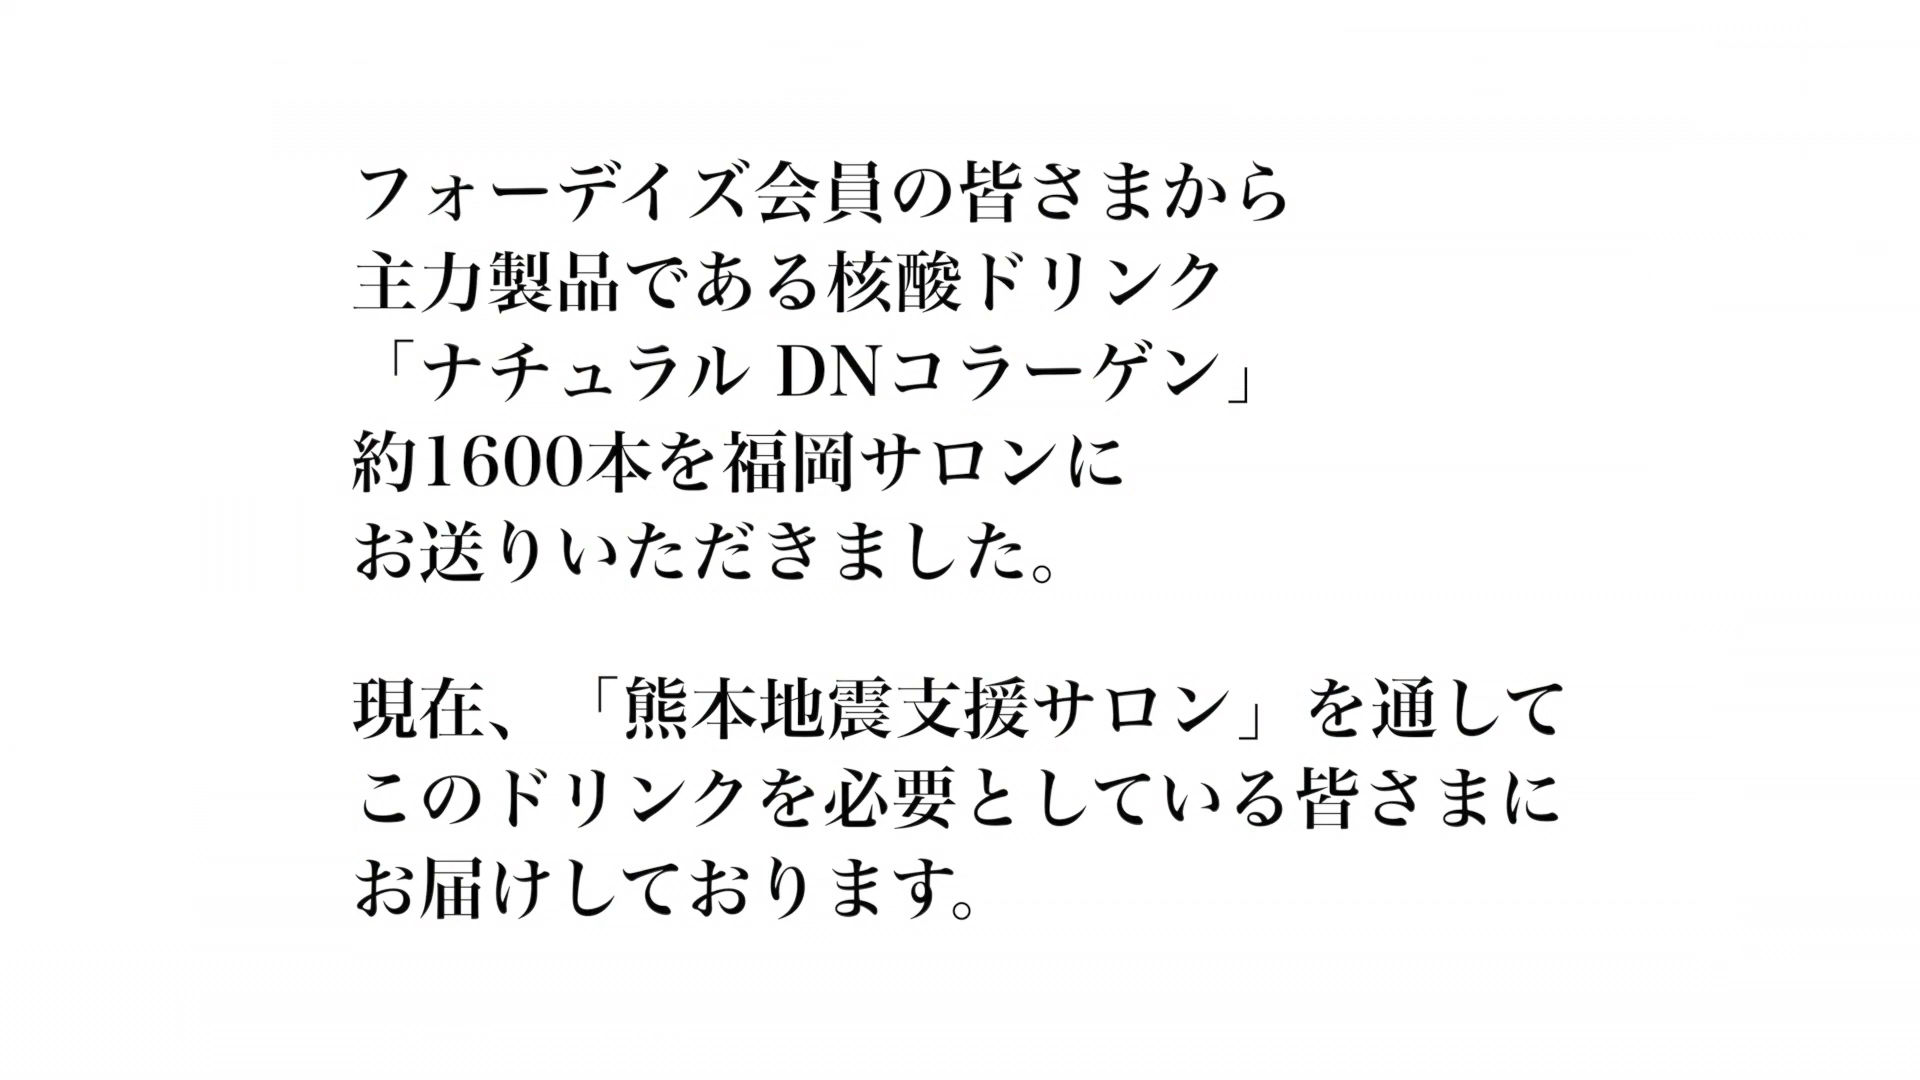 フォーデイズ会員の皆さまから
主力製品である核酸ドリンク
「ナチュラル DNコラーゲン」
約1600本を福岡サロンに
お送りいただきました。
現在、「熊本地震支援サロン」を通して
このドリンクを必要としている皆さまに
お届けしております。